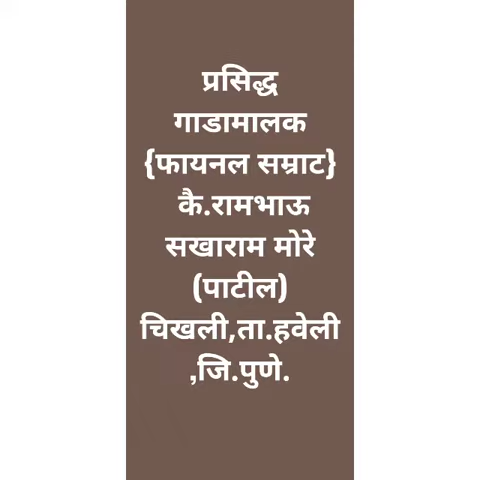 प्रसिद्ध
गाडामालक
{फायनल सम्राट}
कै.रामभाऊ
सखाराम मोरे
(पाटील)
चिखली,ता.हवेली
,जि.पुणे.